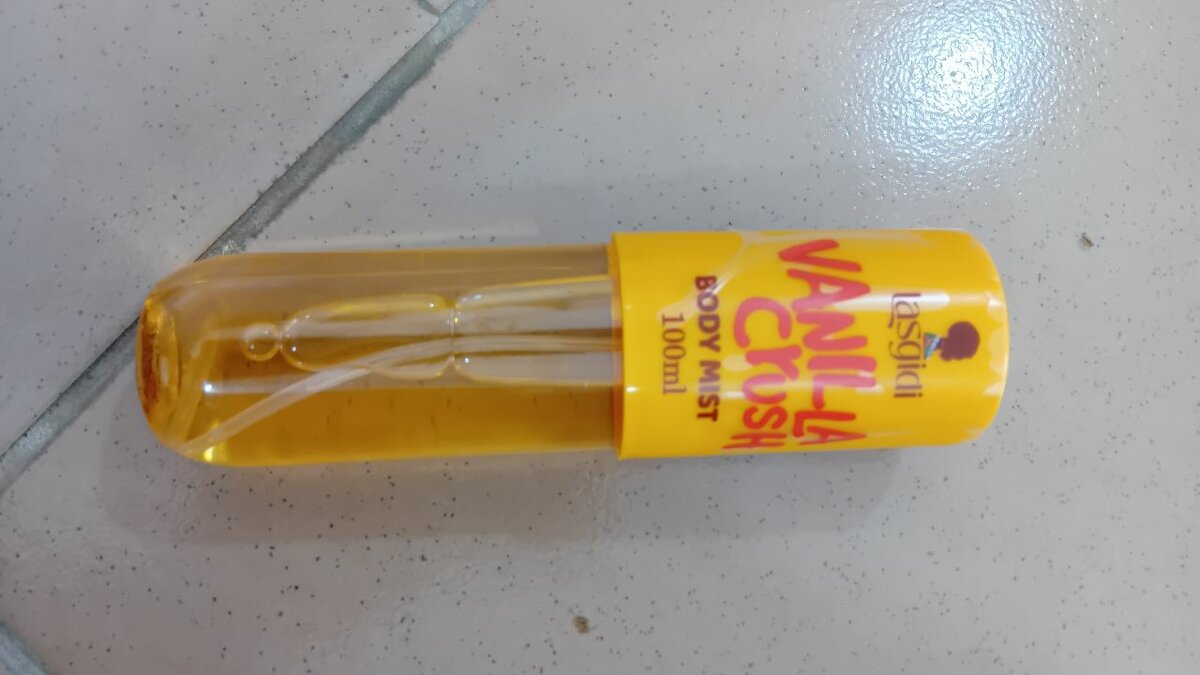 lasgidi
VANILLA
CRUSH
BODY MIST
100ml